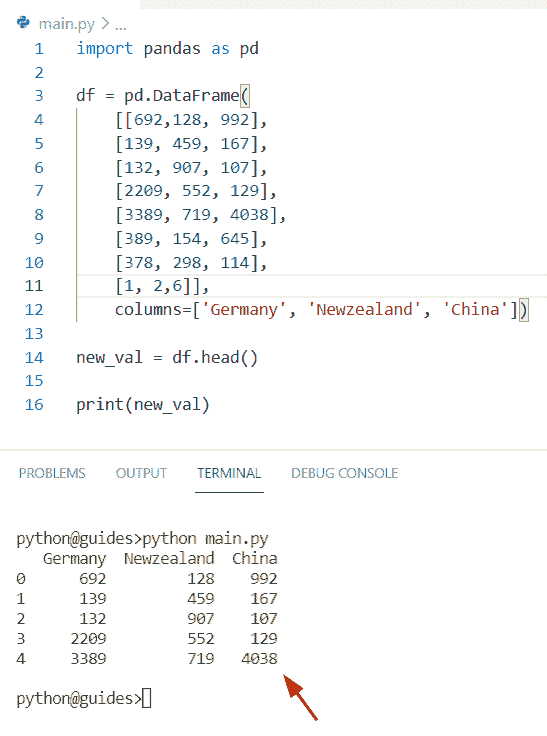 main.py > ...
1 import pandas as pd
2
3 df = pd.DataFrame(
4 [[692,128, 992],
5 [139, 459, 167],
6 [132, 907, 107],
7 [2209, 552, 129],
8 [3389, 719, 4038],
9 [389, 154, 645],
10 [378, 298, 114],
11 [1, 2,6]],
12 columns=['Germany', 'Newzealand', 'China'])
13
14 new_val = df.head()
15
16 print(new_val)
PROBLEMS OUTPUT TERMINAL DEBUG CONSOLE
python@guides>python main.py
Germany Newzealand China
0 692 128 992
1 139 459 167
2 132 907 107
3 2209 552 129
4 3389 719 4038
python@guides>